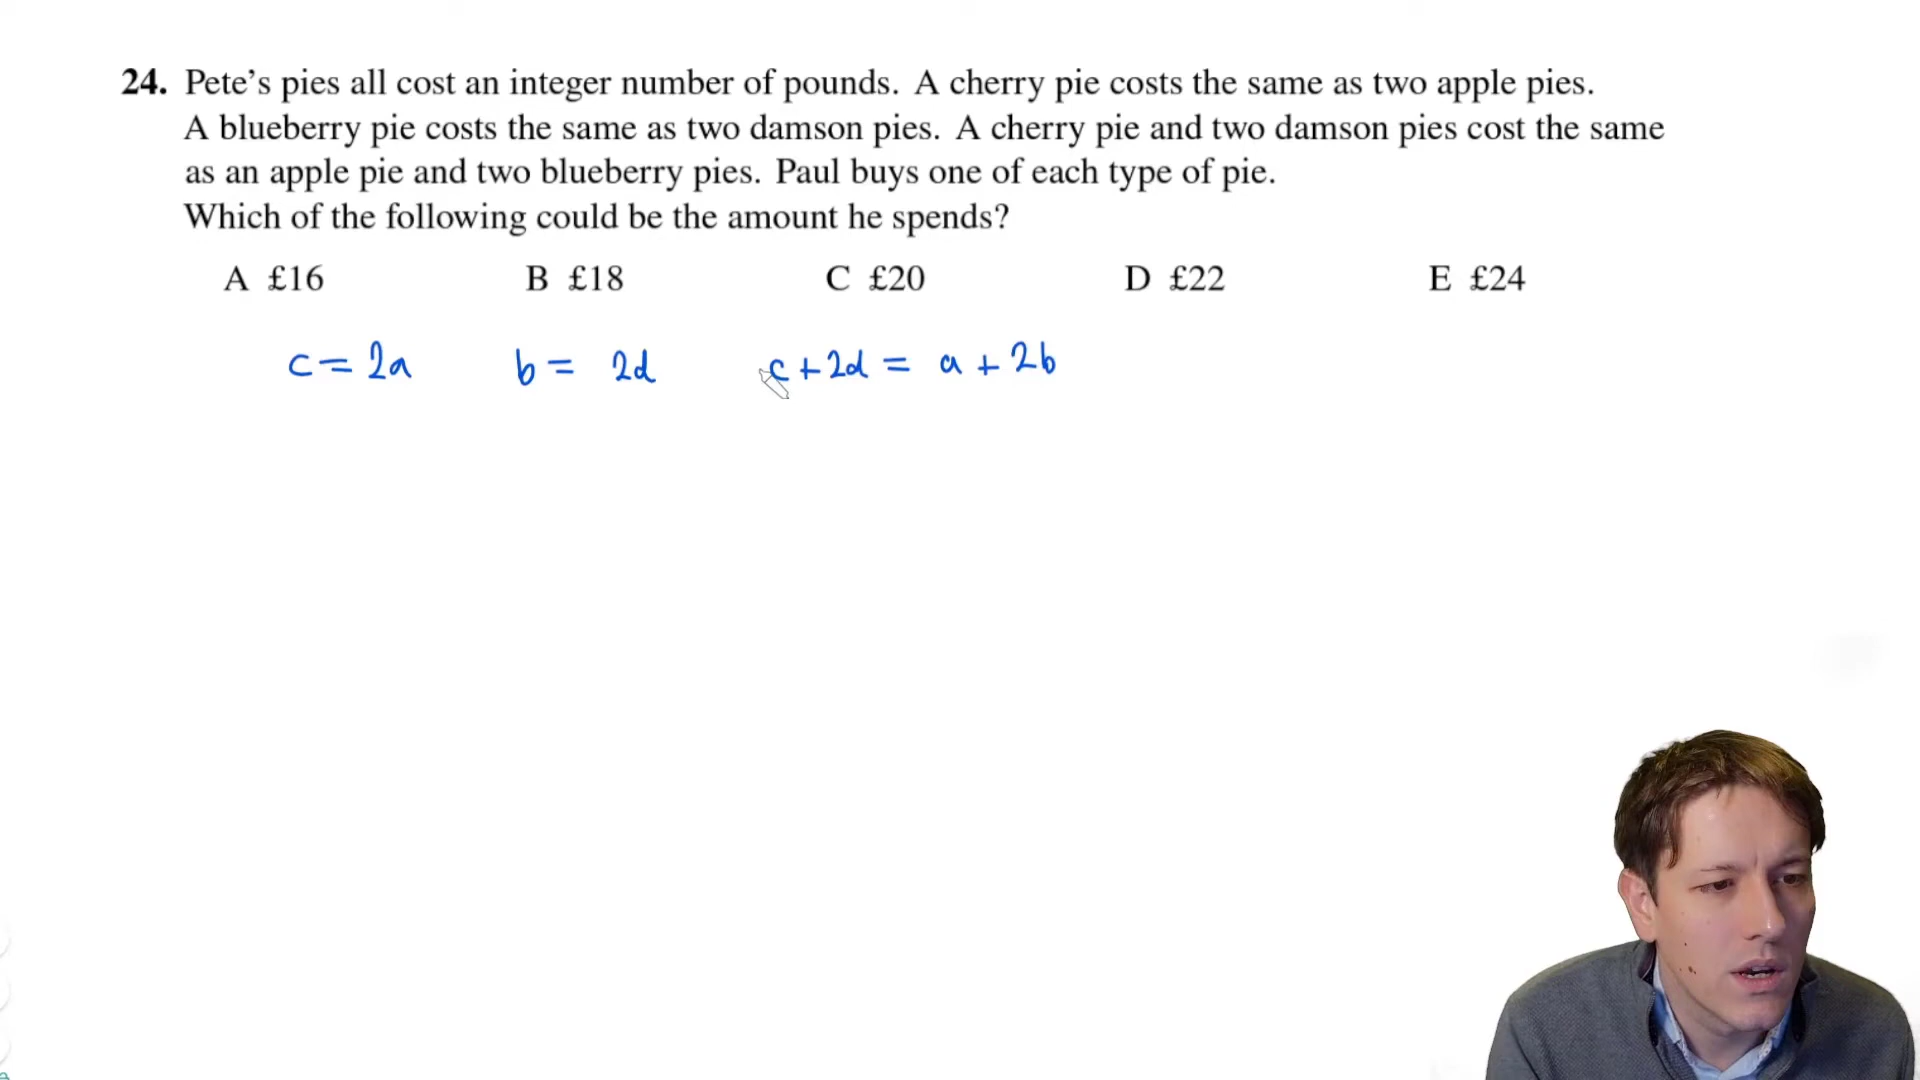 24. Pete’s pies all cost an integer number of pounds. A cherry pie costs the same as two apple pies.
A blueberry pie costs the same as two damson pies. A cherry pie and two damson pies cost the same
as an apple pie and two blueberry pies. Paul buys one of each type of pie.
Which of the following could be the amount he spends?
A £16 B £18 C £20 D £22 E £24
c = 2a b = 2d c + 2d = a + 2b